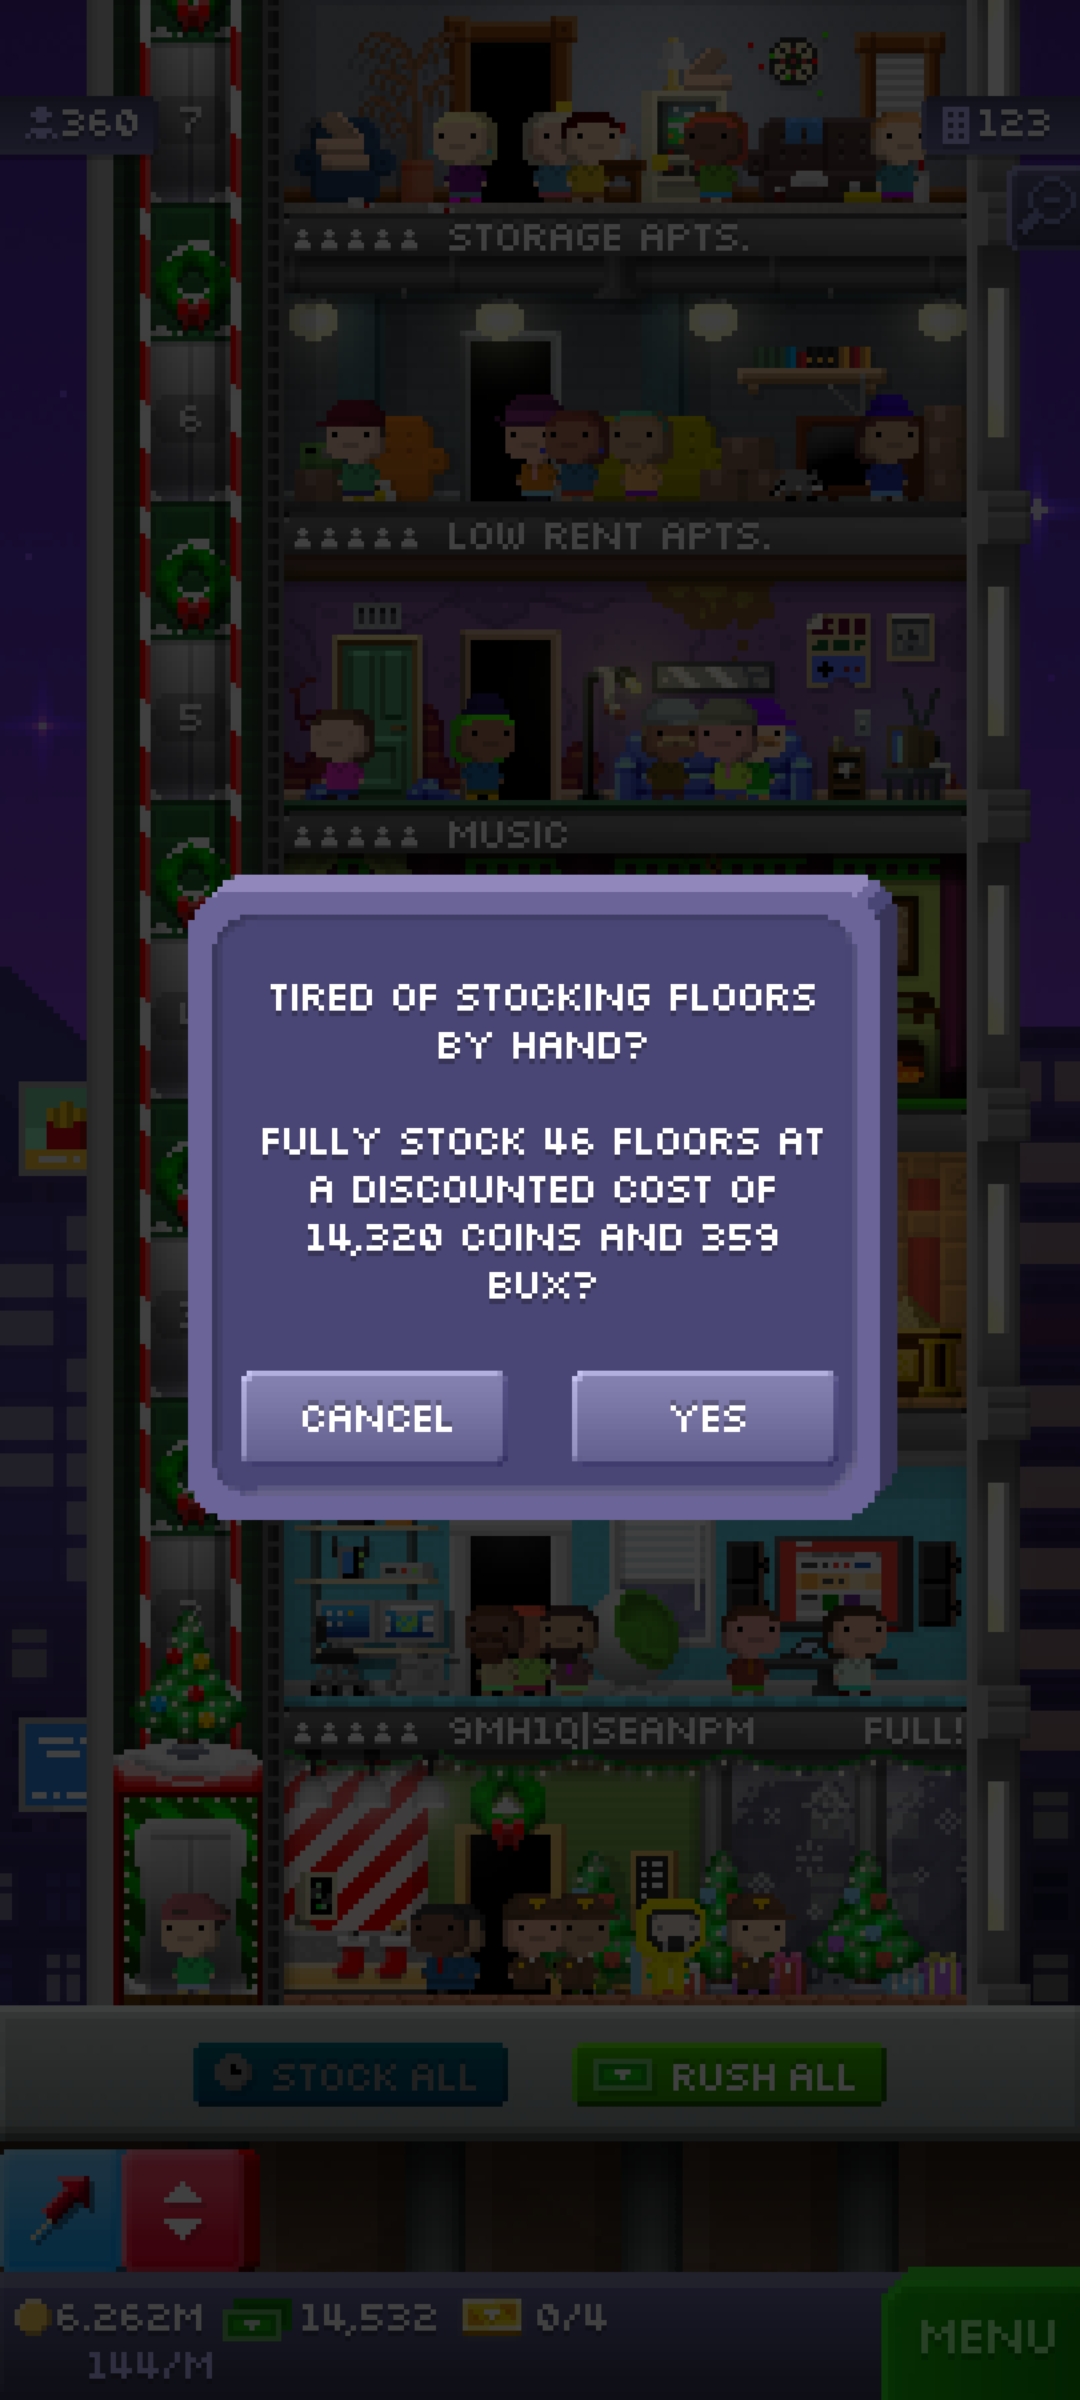 7
360
123
STORAGE APTS.
6
LOW RENT APTS.
5
MUSIC
TIRED OF STOCKING FLOORS
BY HAND?
FULLY STOCK 46 FLOORS AT
A DISCOUNTED COST OF
14,320 COINS AND 359
BUX?
CANCEL
YES
9MH1Q|SEANPM
FULL!
STOCK ALL
RUSH ALL
6.262M
14,532
0/4
144/M
MENU